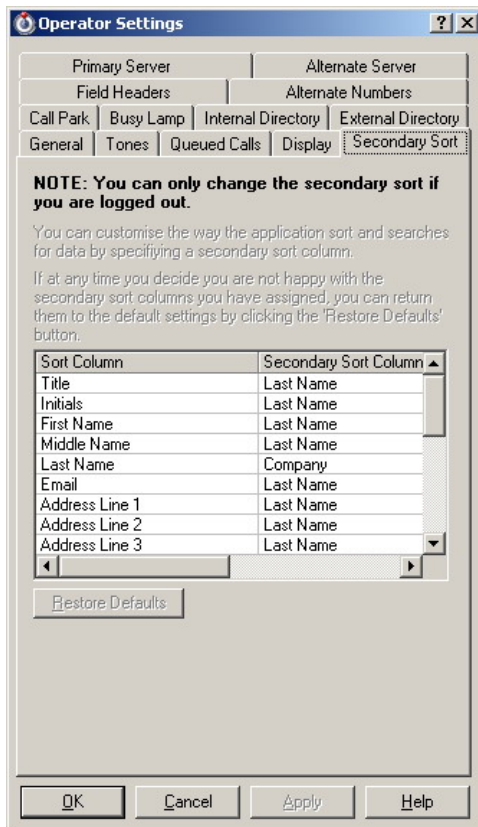 Operator Settings
Primary Server Alternate Server
Field Headers Alternate Numbers
Call Park Busy Lamp Internal Directory External Directory
General Tones Queued Calls Display Secondary Sort
NOTE: You can only change the secondary sort if
you are logged out.
You can customise the way the application sort and searches
for data by specifiying a secondary sort column.
If at any time you decide you are not happy with the
secondary sort columns you have assigned, you can return
them to the default settings by clicking the 'Restore Defaults'
button.
Sort Column Secondary Sort Column
Title Last Name
Initials Last Name
First Name Last Name
Middle Name Last Name
Last Name Company
Email Last Name
Address Line 1 Last Name
Address Line 2 Last Name
Address Line 3 Last Name
Restore Defaults
OK Cancel Apply Help